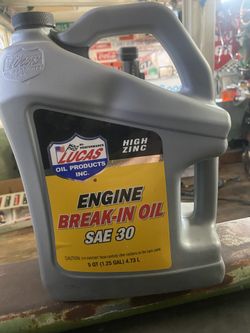 Lucas
HIGH
ZINC
LUCAS
OIL PRODUCTS
INC.
ENGINE
BREAK-IN OIL
SAE 30
5 QT (1.25 GAL) 4.73 L